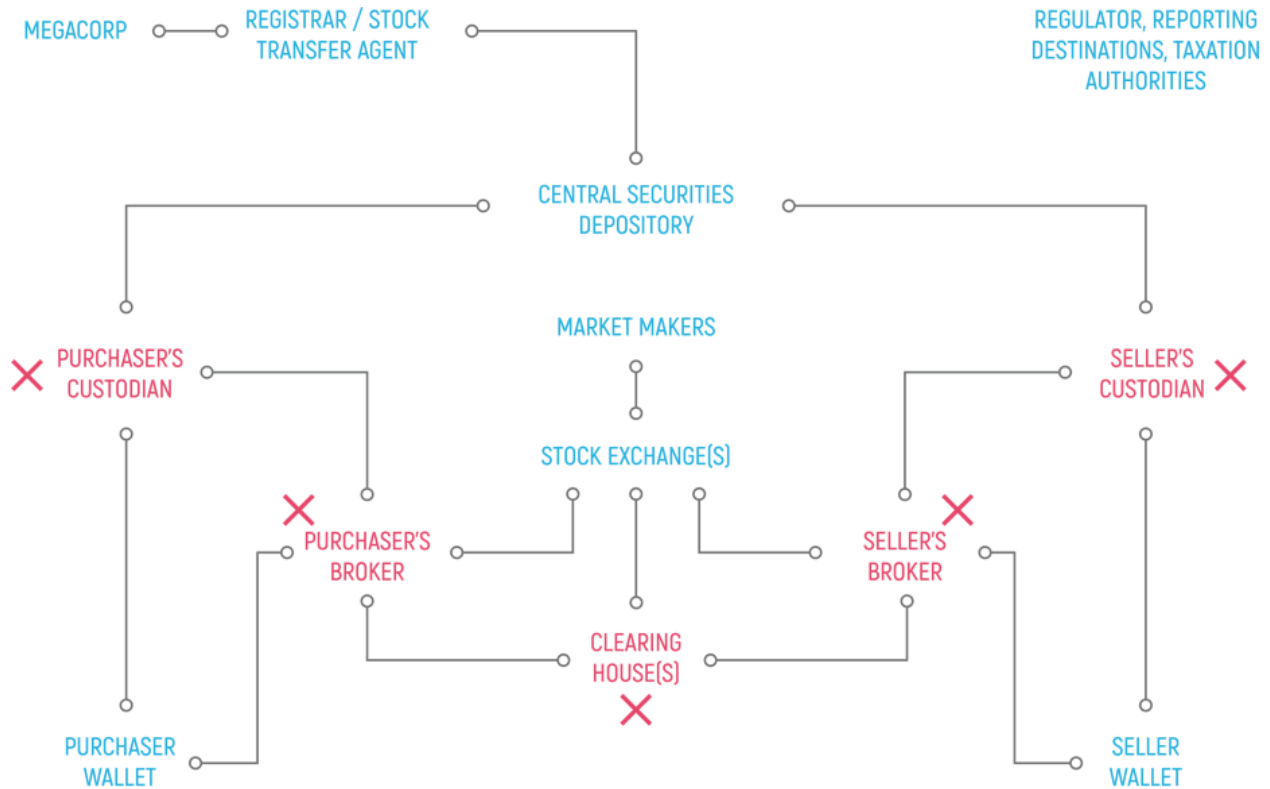 MEGACORP
REGISTRAR / STOCK
TRANSFER AGENT
REGULATOR, REPORTING
DESTINATIONS, TAXATION
AUTHORITIES
CENTRAL SECURITIES
DEPOSITORY
MARKET MAKERS
PURCHASER'S
CUSTODIAN
SELLER'S
CUSTODIAN
STOCK EXCHANGE(S)
PURCHASER'S
BROKER
SELLER'S
BROKER
CLEARING
HOUSE(S)
PURCHASER
WALLET
SELLER
WALLET